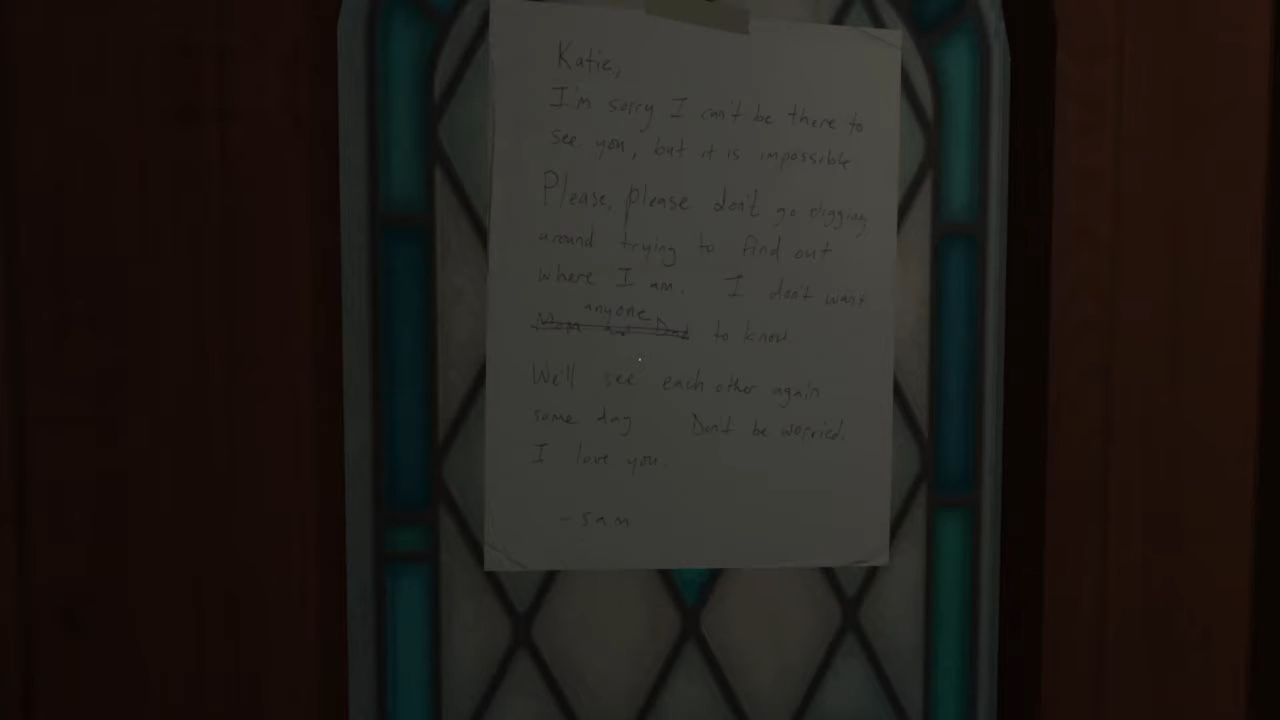 Katie,
I'm sorry I can't be there to
see you, but it is impossible
Please, please don't go digging
around trying to find out
where I am. I don't want
anyone
Mom and Dad to know
We'll see each other again
some day. Don't be worried.
I love you.
- Sam